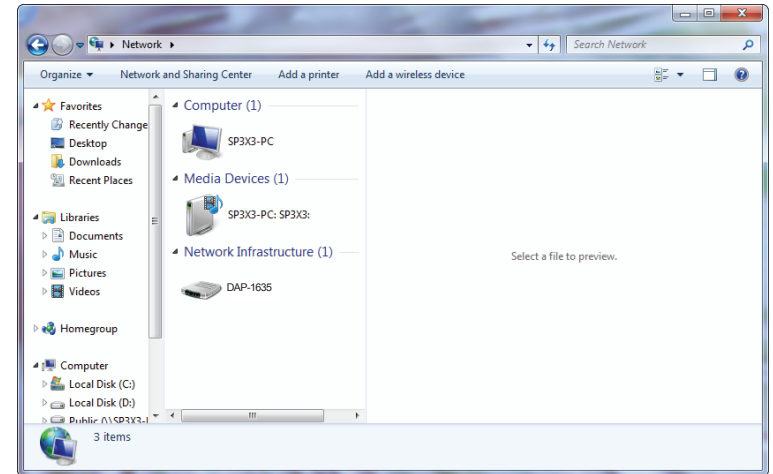 Network
Search Network
Organize
Network and Sharing Center
Add a printer
Add a wireless device
Favorites
Recently Change
Desktop
Downloads
Recent Places
Libraries
Documents
Music
Pictures
Videos
Homegroup
Computer
Local Disk (C:)
Local Disk (D:)
Public (\\SP3X3-
Computer (1)
SP3X3-PC
Media Devices (1)
SP3X3-PC: SP3X3:
Network Infrastructure (1)
DAP-1635
Select a file to preview.
3 items